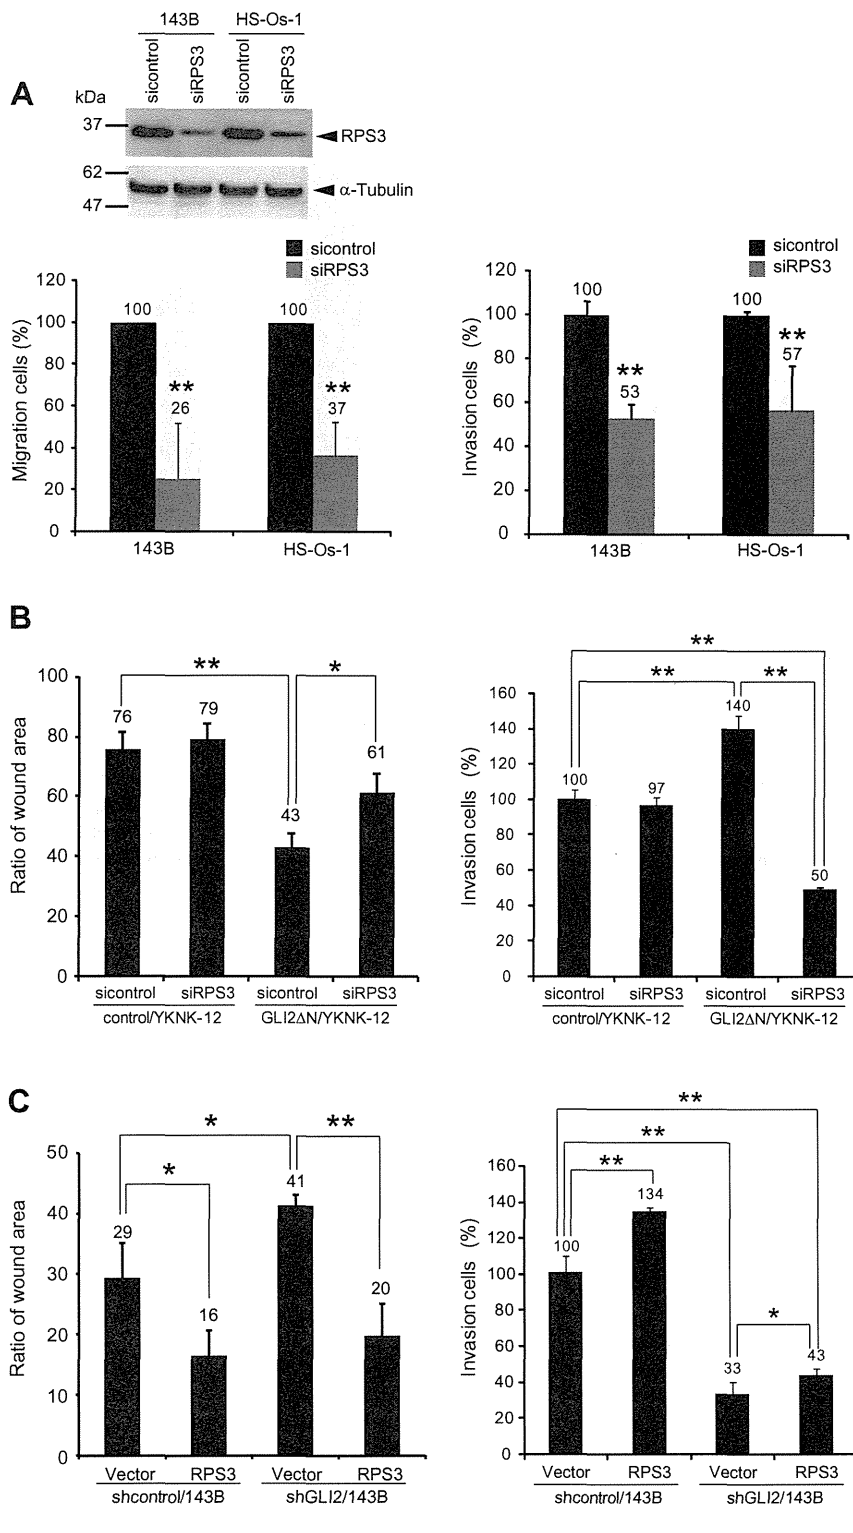 143B HS-Os-1
sicontrol siRPS3 sicontrol siRPS3
A
kDa
37
RPS3
62
α-Tubulin
47
sicontrol
siRPS3
Migration cells (%)
120
100
80
60
40
20
0
100
**
26
100
**
37
143B HS-Os-1
sicontrol
siRPS3
Invasion cells (%)
120
100
80
60
40
20
0
100
**
53
100
**
57
143B HS-Os-1
B
Ratio of wound area
100
80
60
40
20
0
** *
76 79 43 61
sicontrol siRPS3 sicontrol siRPS3
control/YKNK-12 GLI2ΔN/YKNK-12
Invasion cells (%)
160
140
120
100
80
60
40
20
0
**
** **
100 97 140 50
sicontrol siRPS3 sicontrol siRPS3
control/YKNK-12 GLI2ΔN/YKNK-12
C
Ratio of wound area
50
40
30
20
10
0
* **
*
29 16 41 20
Vector RPS3 Vector RPS3
shcontrol/143B shGLI2/143B
Invasion cells (%)
160
140
120
100
80
60
40
20
0
**
**
**
*
100 134 33 43
Vector RPS3 Vector RPS3
shcontrol/143B shGLI2/143B